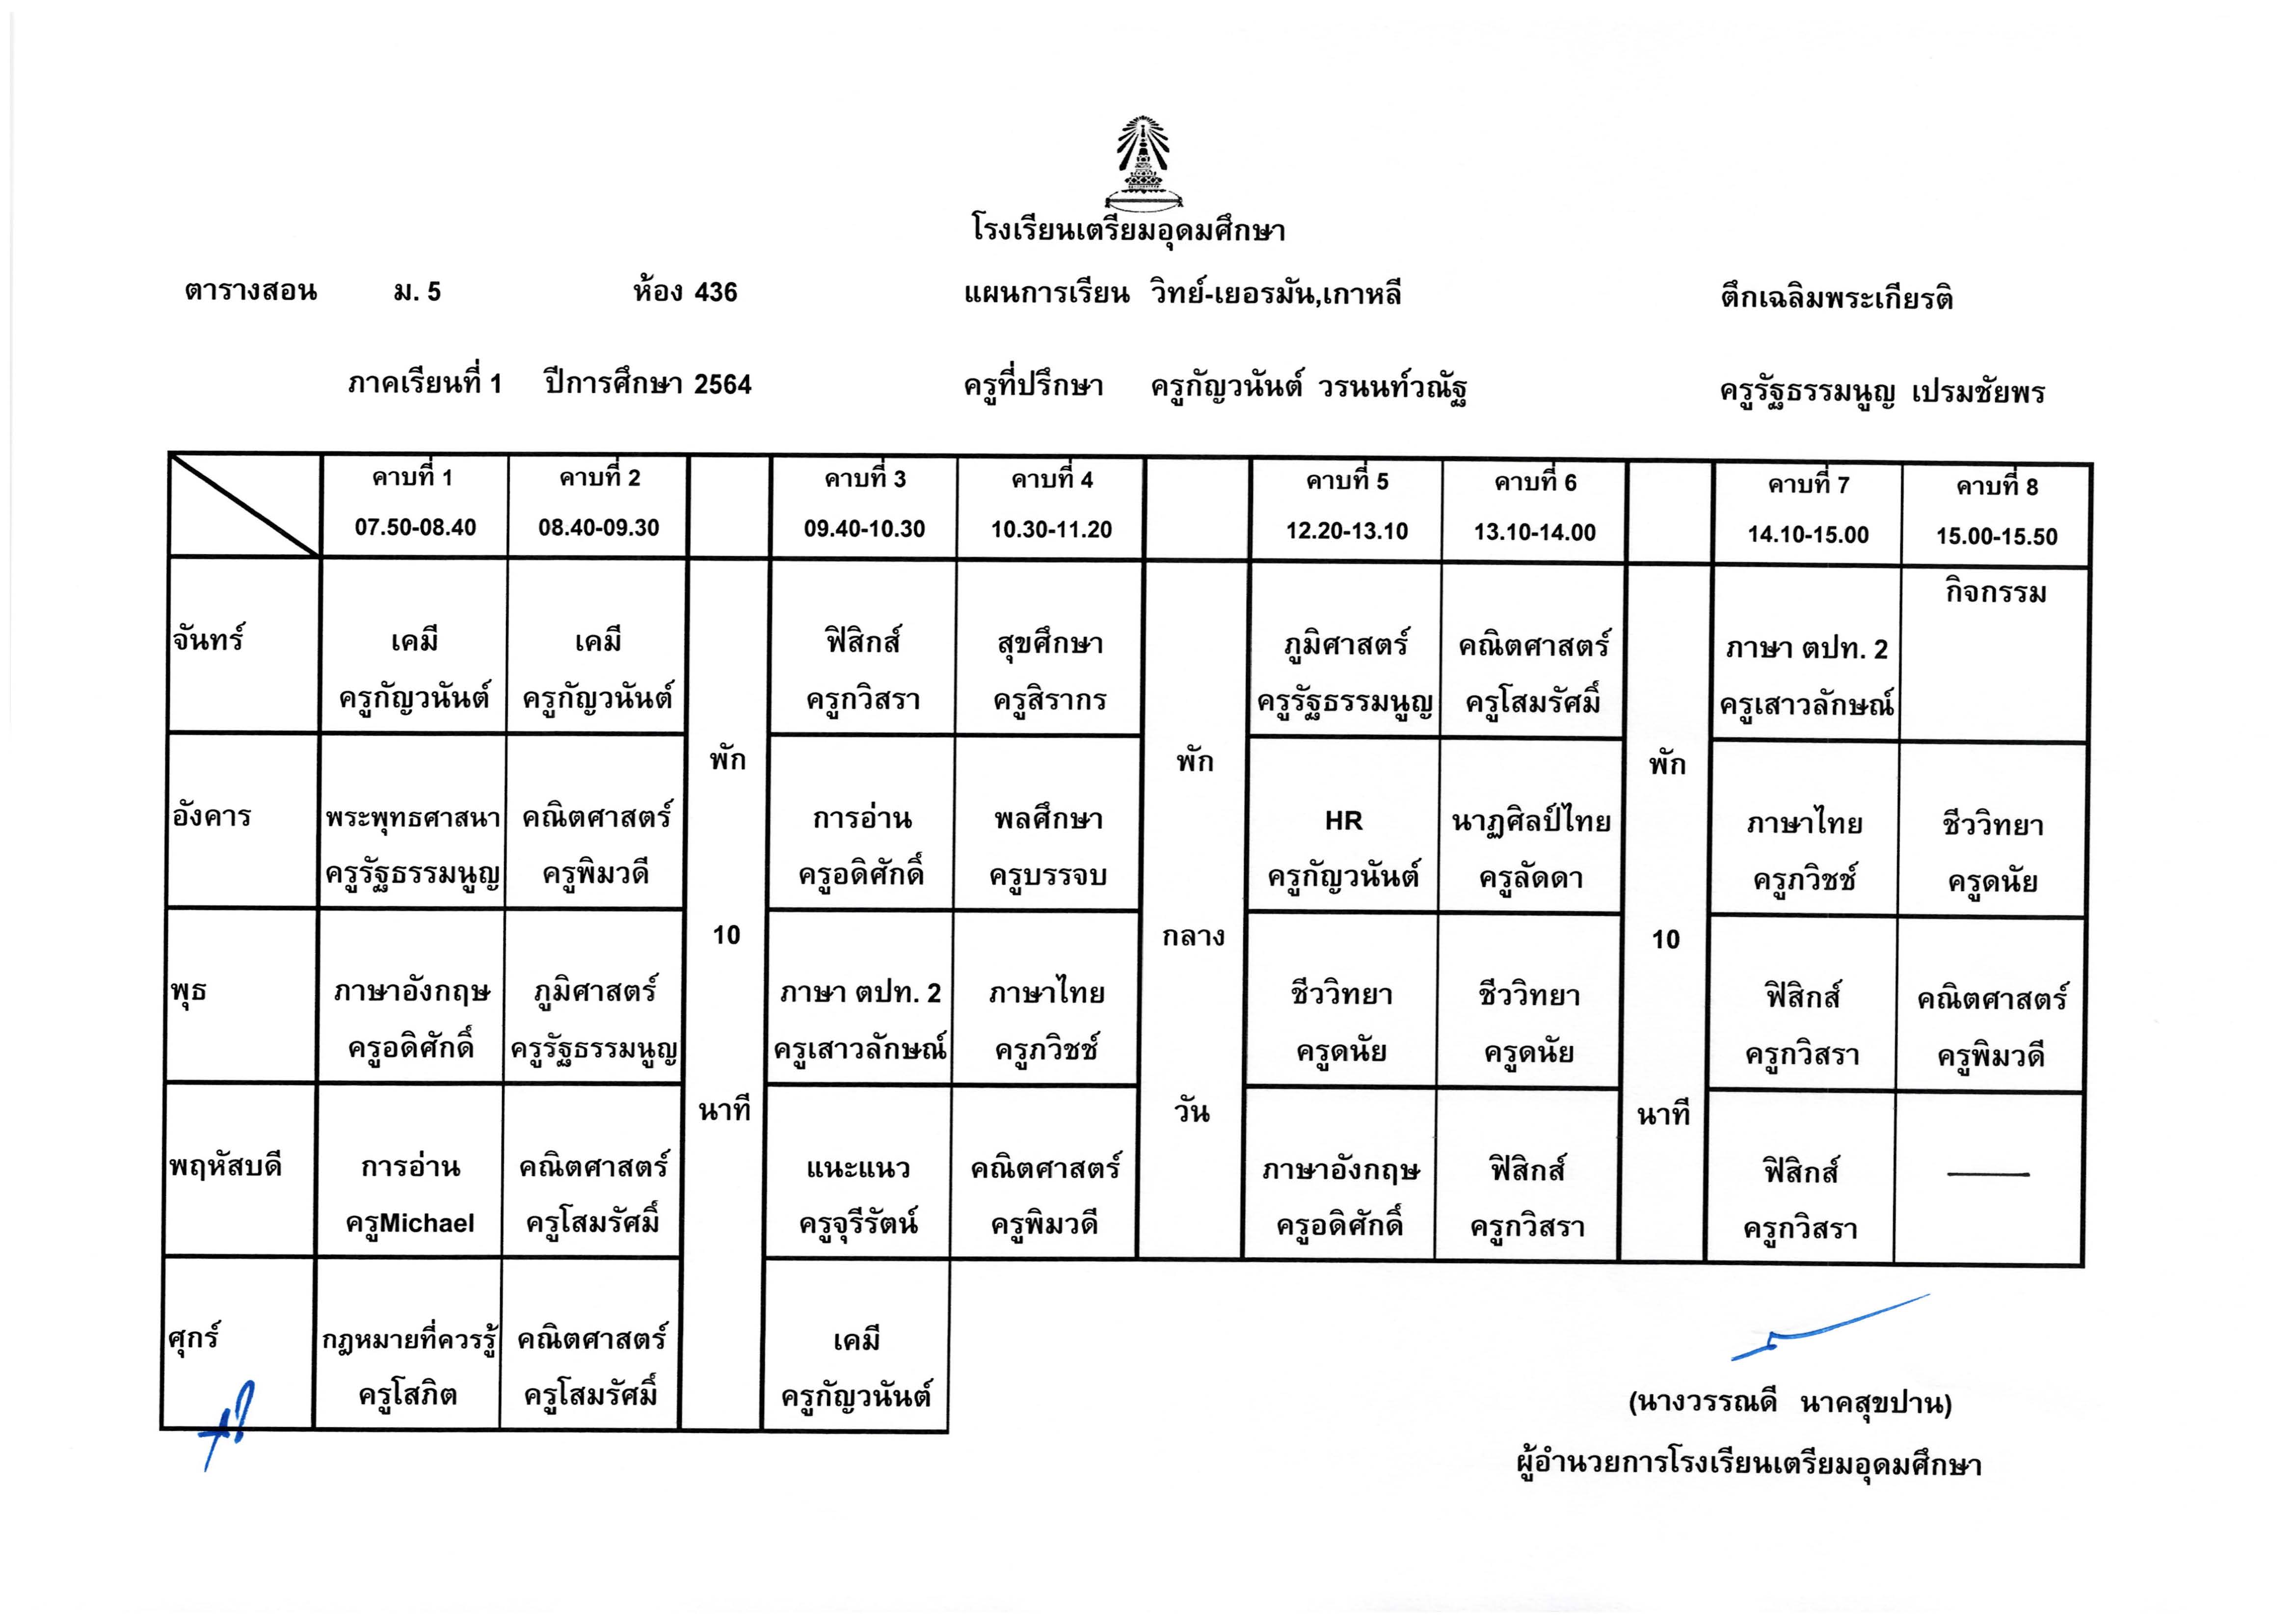 โรงเรียนเตรียมอุดมศึกษา
ตารางสอน ม. 5 ห้อง 436 แผนการเรียน วิทย์-เยอรมัน,เกาหลี ตึกเฉลิมพระเกียรติ
ภาคเรียนที่ 1 ปีการศึกษา 2564 ครูที่ปรึกษา ครูกัญวนันต์ วรนนท์วณัฐ ครูรัฐธรรมนูญ เปรมชัยพร
คาบที่ 1 คาบที่ 2 คาบที่ 3 คาบที่ 4 คาบที่ 5 คาบที่ 6 คาบที่ 7 คาบที่ 8
07.50-08.40 08.40-09.30 09.40-10.30 10.30-11.20 12.20-13.10 13.10-14.00 14.10-15.00 15.00-15.50
กิจกรรม
จันทร์ เคมี เคมี ฟิสิกส์ สุขศึกษา ภูมิศาสตร์ คณิตศาสตร์ ภาษา ตปท. 2
ครูกัญวนันต์ ครูกัญวนันต์ ครูกวิสรา ครูสิรากร ครูรัฐธรรมนูญ ครูโสมรัศมิ์ ครูเสาวลักษณ์
พัก พัก พัก
อังคาร พระพุทธศาสนา คณิตศาสตร์ การอ่าน พลศึกษา HR นาฏศิลป์ไทย ภาษาไทย ชีววิทยา
ครูรัฐธรรมนูญ ครูพิมวดี ครูอดิศักดิ์ ครูบรรจบ ครูกัญวนันต์ ครูลัดดา ครูภวิชช์ ครูดนัย
10 กลาง 10
พุธ ภาษาอังกฤษ ภูมิศาสตร์ ภาษา ตปท. 2 ภาษาไทย ชีววิทยา ชีววิทยา ฟิสิกส์ คณิตศาสตร์
ครูอดิศักดิ์ ครูรัฐธรรมนูญ ครูเสาวลักษณ์ ครูภวิชช์ ครูดนัย ครูดนัย ครูกวิสรา ครูพิมวดี
นาที วัน นาที
พฤหัสบดี การอ่าน คณิตศาสตร์ แนะแนว คณิตศาสตร์ ภาษาอังกฤษ ฟิสิกส์ ฟิสิกส์
ครูMichael ครูโสมรัศมิ์ ครูจุรีรัตน์ ครูพิมวดี ครูอดิศักดิ์ ครูกวิสรา ครูกวิสรา
ศุกร์ กฎหมายที่ควรรู้ คณิตศาสตร์ เคมี
ครูโสภิต ครูโสมรัศมิ์ ครูกัญวนันต์
(นางวรรณดี นาคสุขปาน)
ผู้อำนวยการโรงเรียนเตรียมอุดมศึกษา